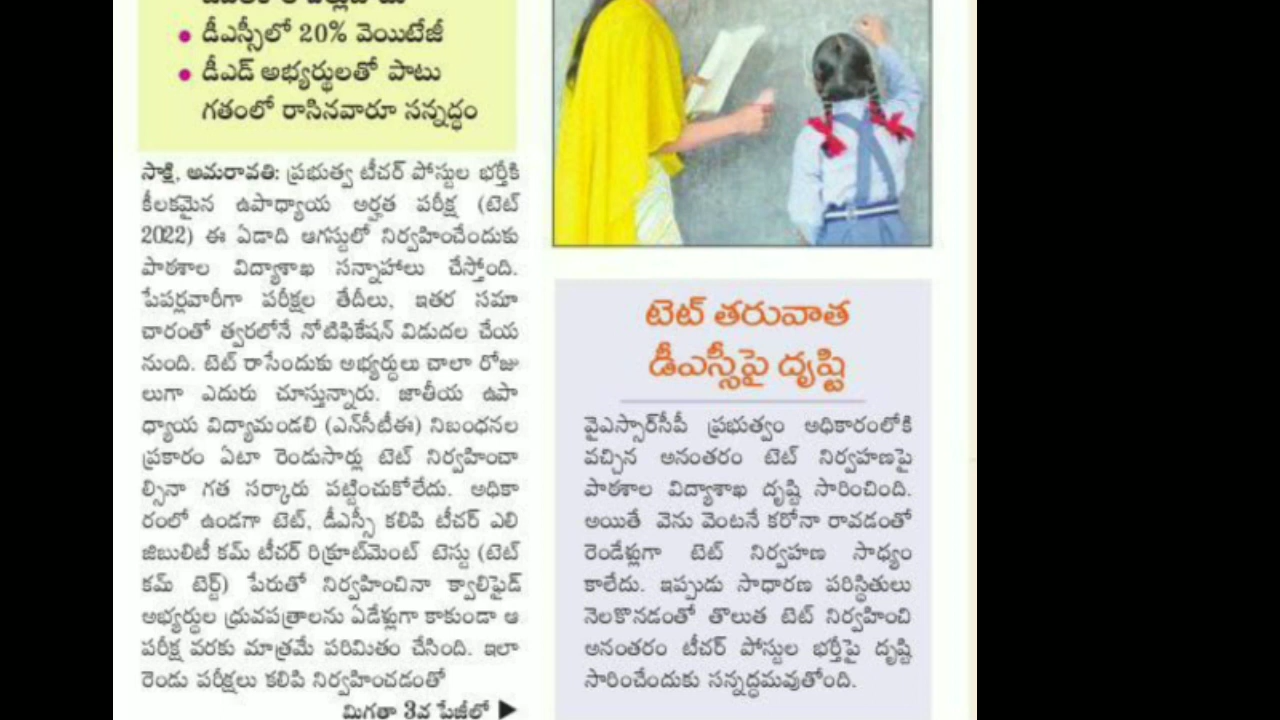 ● డీఎస్సీలో 20% వెయిటేజీ
● డీఎడ్ అభ్యర్థులతో పాటు
గతంలో రాసినవారూ సన్నద్ధం
సాక్షి, అమరావతి: ప్రభుత్వ టీచర్ పోస్టుల భర్తీకి
కీలకమైన ఉపాధ్యాయ అర్హత పరీక్ష (టెట్
2022) ఈ ఏడాది ఆగస్టులో నిర్వహించేందుకు
పాఠశాల విద్యాశాఖ సన్నాహాలు చేస్తోంది.
పేపర్లవారీగా పరీక్షల తేదీలు, ఇతర సమా
చారంతో త్వరలోనే నోటిఫికేషన్ విడుదల చేయ
నుంది. టెట్ రాసేందుకు అభ్యర్థులు చాలా రోజు
లుగా ఎదురు చూస్తున్నారు. జాతీయ ఉపా
ధ్యాయ విద్యామండలి (ఎన్‌సీటీఈ) నిబంధనల
ప్రకారం ఏటా రెండుసార్లు టెట్ నిర్వహించా
ల్సినా గత సర్కారు పట్టించుకోలేదు. అధికా
రంలో ఉండగా టెట్, డీఎస్సీ కలిపి టీచర్ ఎలి
జిబులిటీ కమ్ టీచర్ రిక్రూట్‌మెంట్ టెస్టు (టెట్
కమ్ టెర్ట్) పేరుతో నిర్వహించినా క్వాలిఫైడ్
అభ్యర్థుల ధ్రువపత్రాలను ఏడేళ్లుగా కాకుండా ఆ
పరీక్ష వరకు మాత్రమే పరిమితం చేసింది. ఇలా
రెండు పరీక్షలు కలిపి నిర్వహించడంతో
మిగతా 3వ పేజీలో ▶
టెట్ తరువాత
డీఎస్సీపై దృష్టి
వైఎస్సార్‌సీపీ ప్రభుత్వం అధికారంలోకి
వచ్చిన అనంతరం టెట్ నిర్వహణపై
పాఠశాల విద్యాశాఖ దృష్టి సారించింది.
అయితే వెను వెంటనే కరోనా రావడంతో
రెండేళ్లుగా టెట్ నిర్వహణ సాధ్యం
కాలేదు. ఇప్పుడు సాధారణ పరిస్థితులు
నెలకొనడంతో తొలుత టెట్ నిర్వహించి
అనంతరం టీచర్ పోస్టుల భర్తీపై దృష్టి
సారించేందుకు సన్నద్ధమవుతోంది.